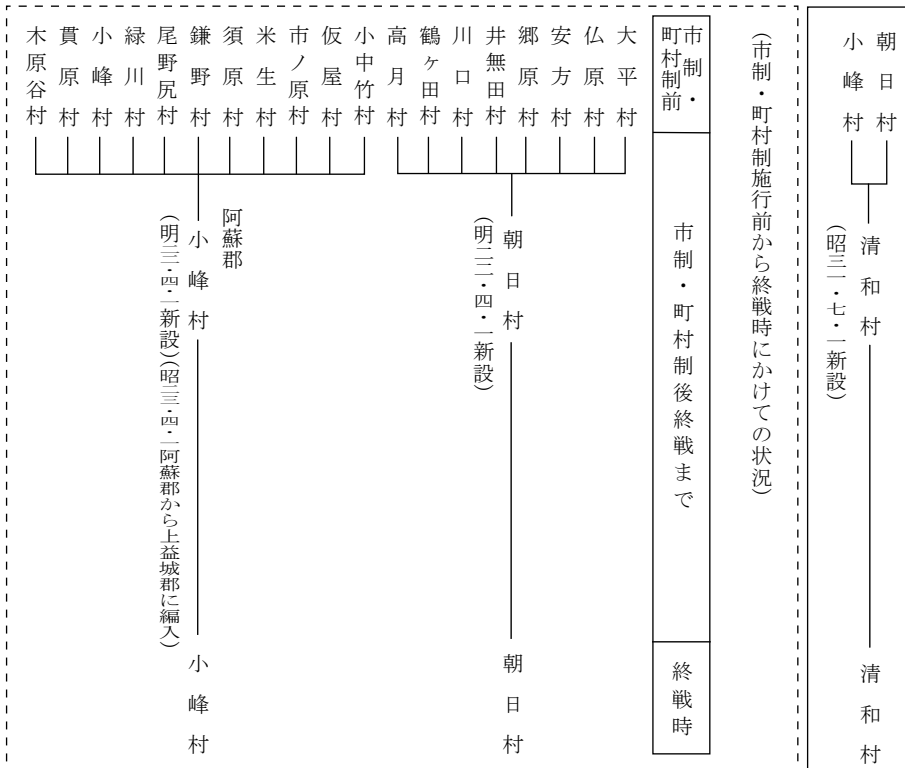 朝日村
小峰村
清和村
（昭三一・七・一新設）
清和村
（市制・町村制施行前から終戦時にかけての状況）
市制・町村制前
市制・町村制後終戦まで
終戦時
大平村
仏原村
安方村
郷原村
井無田村
川口村
鶴ヶ田村
高月村
朝日村
（明二二・四・一新設）
朝日村
小中竹村
仮屋村
市ノ原村
米生村
須原村
鎌野村
尾野尻村
緑川村
小峰村
貫原村
木原谷村
阿蘇郡
小峰村
（明二二・四・一新設）（昭二三・四・一阿蘇郡から上益城郡に編入）
小峰村